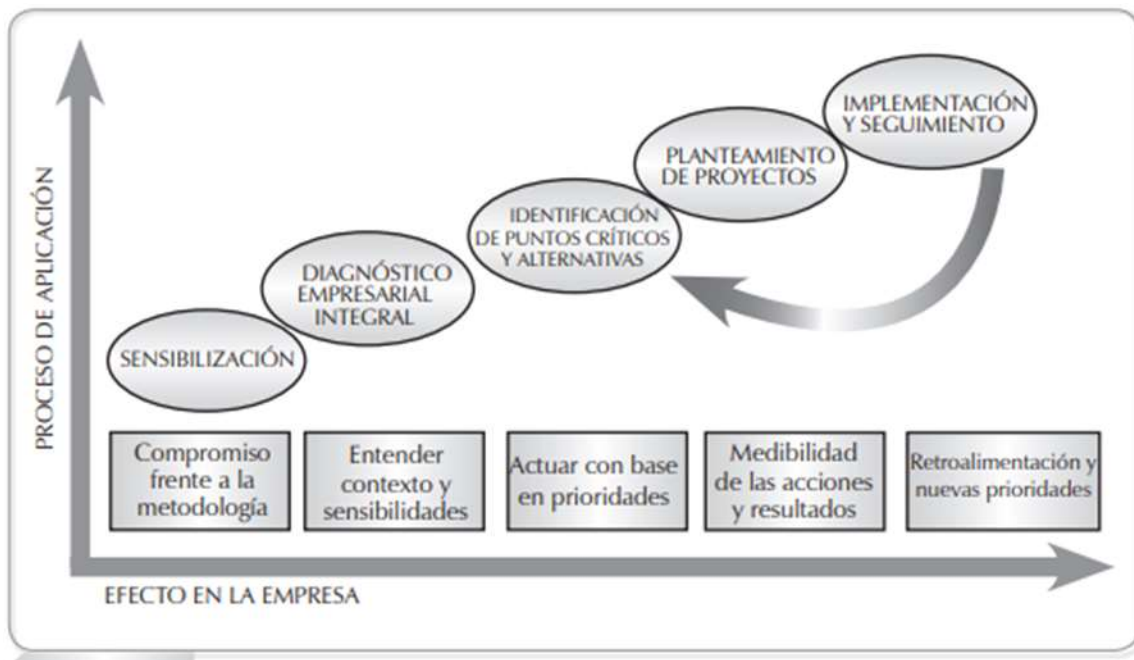 PROCESO DE APLICACIÓN
IMPLEMENTACIÓN
Y SEGUIMIENTO
PLANTEAMIENTO
DE PROYECTOS
IDENTIFICACIÓN
DE PUNTOS CRÍTICOS
Y ALTERNATIVAS
DIAGNÓSTICO
EMPRESARIAL
INTEGRAL
SENSIBILIZACIÓN
Compromiso
frente a la
metodología
Entender
contexto y
sensibilidades
Actuar con base
en prioridades
Medibilidad
de las acciones
y resultados
Retroalimentación y
nuevas prioridades
EFECTO EN LA EMPRESA